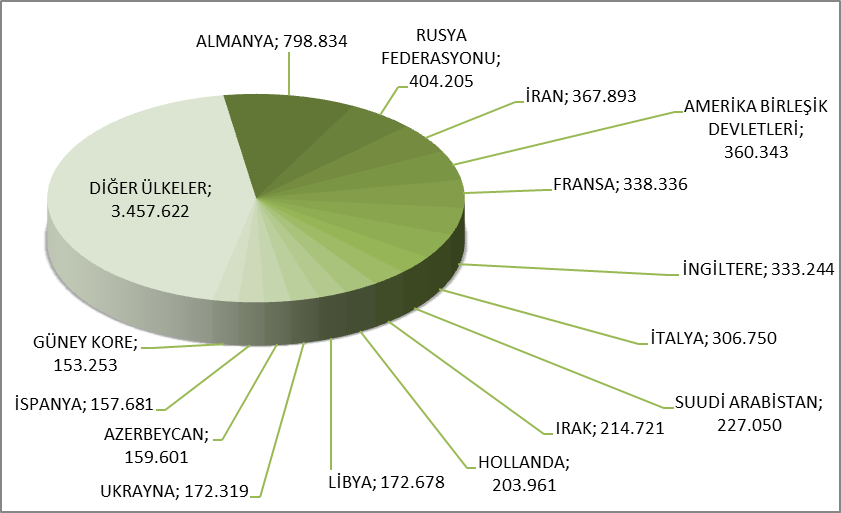 ALMANYA; 798.834
RUSYA
FEDERASYONU;
404.205
İRAN; 367.893
AMERİKA BİRLEŞİK
DEVLETLERİ;
360.343
FRANSA; 338.336
İNGİLTERE; 333.244
İTALYA; 306.750
SUUDİ ARABİSTAN;
227.050
IRAK; 214.721
HOLLANDA;
203.961
LİBYA; 172.678
UKRAYNA; 172.319
AZERBEYCAN;
159.601
İSPANYA; 157.681
GÜNEY KORE;
153.253
DİĞER ÜLKELER;
3.457.622